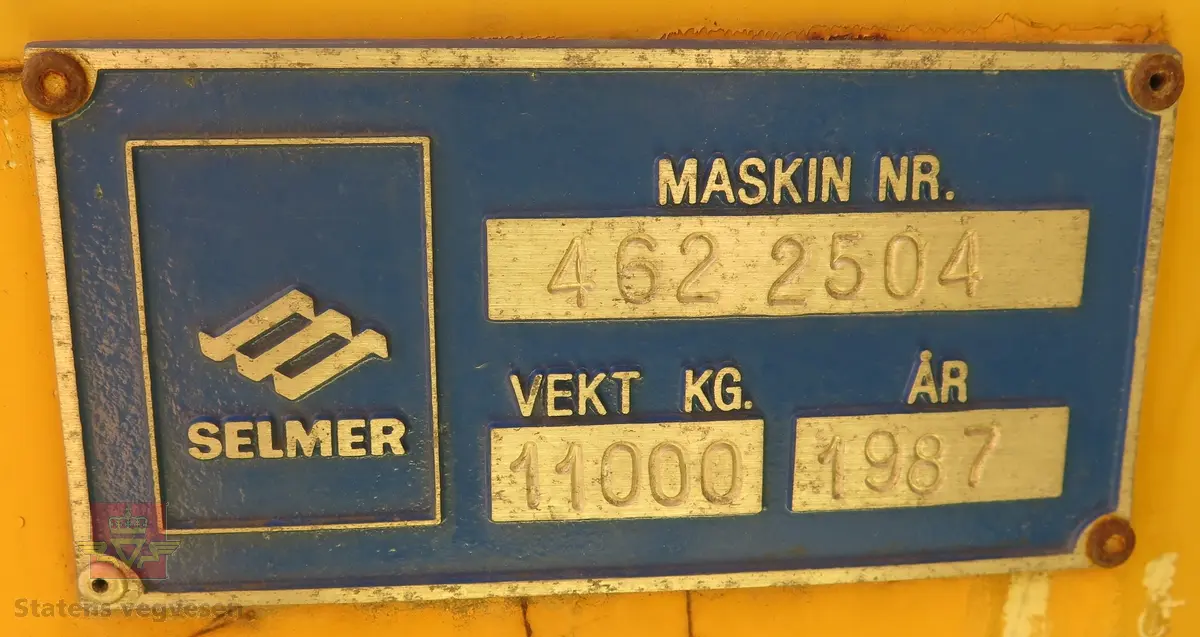 SELMER
MASKIN NR.
462 2504
VEKT KG.
11000
ÅR
1987
Statens vegvesen